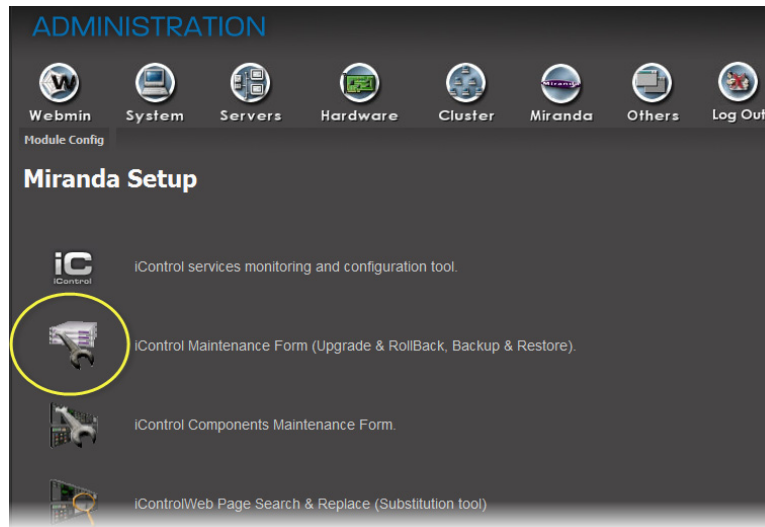 ADMINISTRATION
Webmin System Servers Hardware Cluster Miranda Others Log Out
Module Config
Miranda Setup
iC
iControl
iControl services monitoring and configuration tool.
iControl Maintenance Form (Upgrade & RollBack, Backup & Restore).
iControl Components Maintenance Form.
iControlWeb Page Search & Replace (Substitution tool)